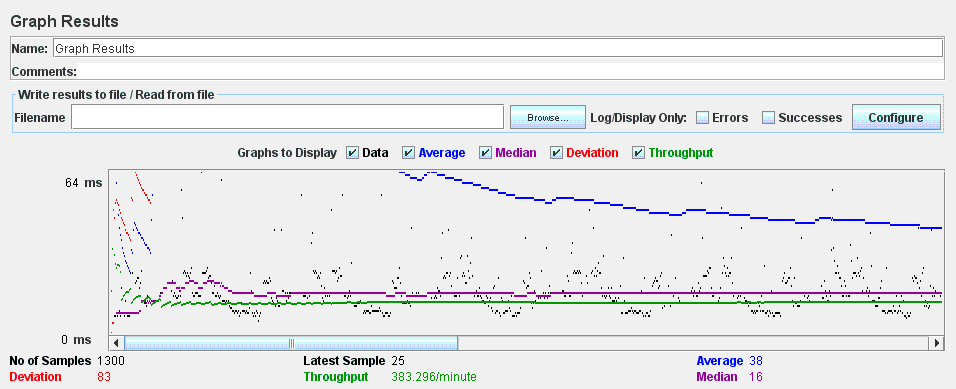 Graph Results
Name: Graph Results
Comments:
Write results to file / Read from file
Filename Browse... Log/Display Only: Errors Successes Configure
Graphs to Display Data Average Median Deviation Throughput
64 ms
0 ms
No of Samples 1300 Latest Sample 25 Average 38
Deviation 83 Throughput 383.296/minute Median 16